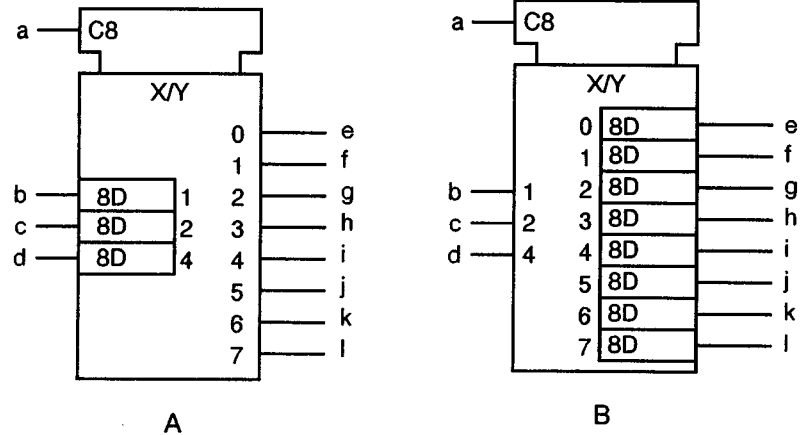 a C8
X/Y
0 e
1 f
b 8D 1 2 g
c 8D 2 3 h
d 8D 4 4 i
5 j
6 k
7 l
A
a C8
X/Y
0 8D e
1 8D f
b 1 2 8D g
c 2 3 8D h
d 4 4 8D i
5 8D j
6 8D k
7 8D l
B